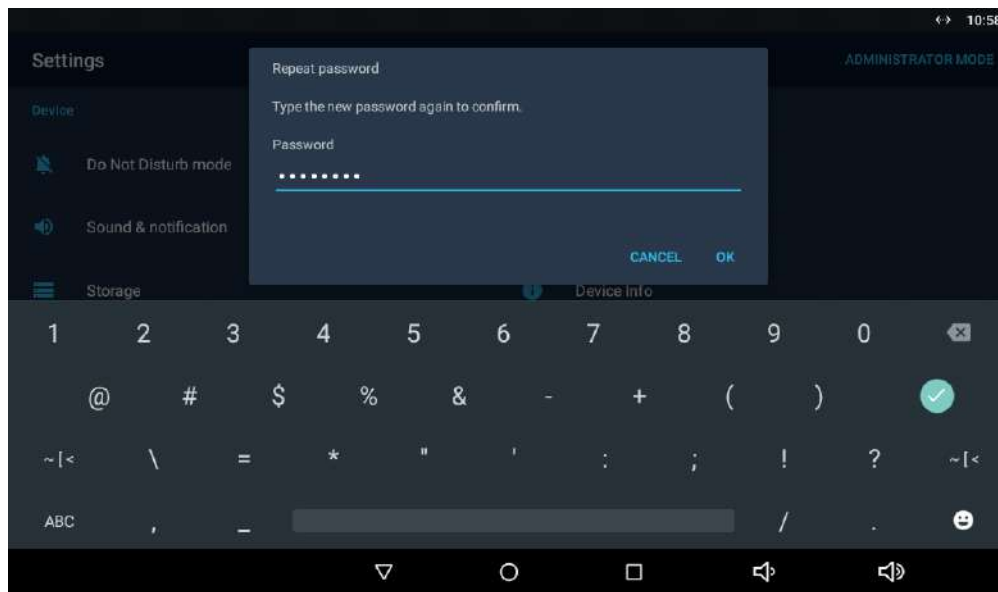 10:58
Settings
ADMINISTRATOR MODE
Repeat password
Type the new password again to confirm.
Password
••••••••
CANCEL OK
Device
Do Not Disturb mode
Sound & notification
Storage
Device Info
1 2 3 4 5 6 7 8 9 0
@ # $ % & - + ( )
~[< \ = * " ' : ; ! ? ~[<
ABC , _ / .